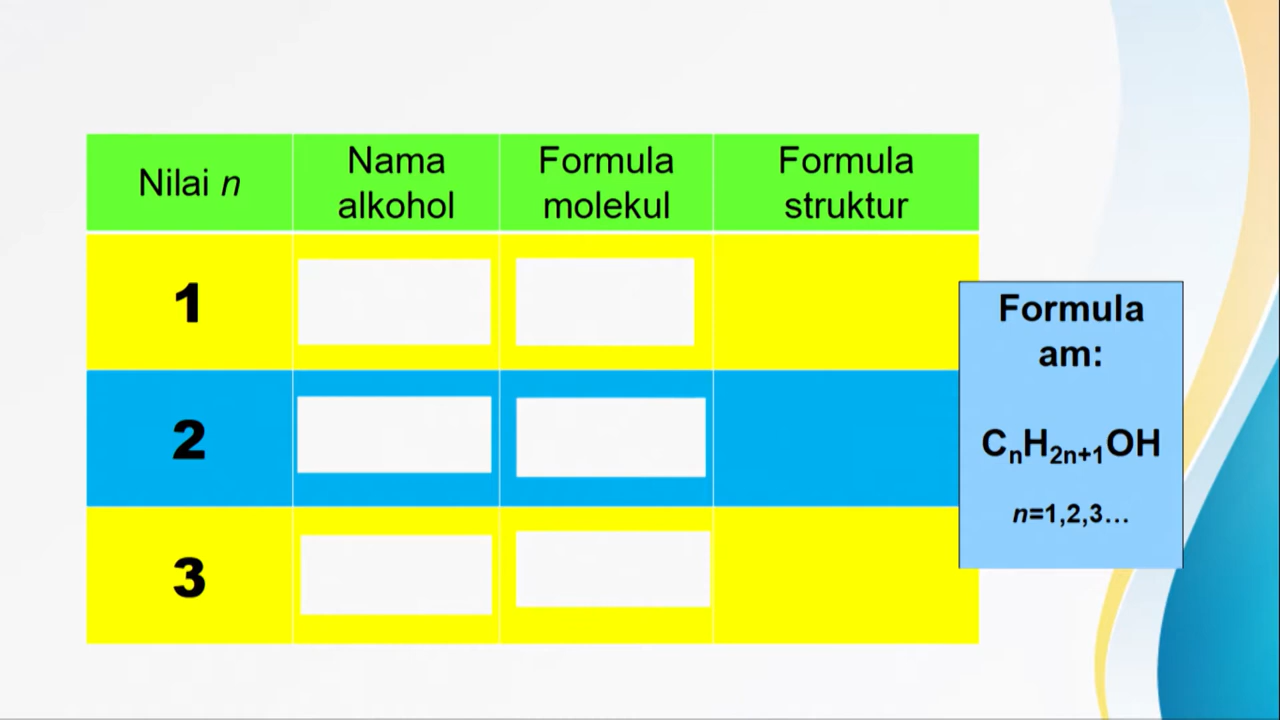 Nilai n
Nama
alkohol
Formula
molekul
Formula
struktur
1
2
3
Formula
am:
CₙH₂ₙ₊₁OH
n=1,2,3…